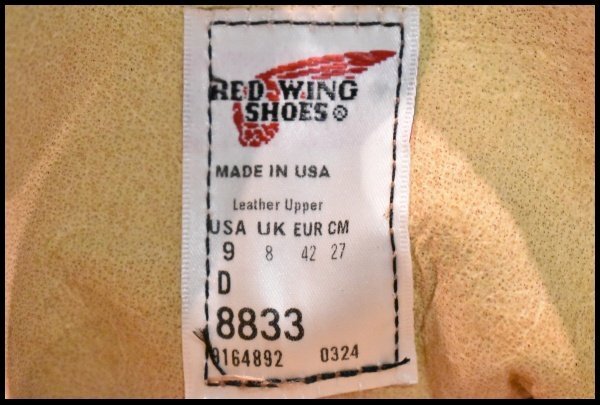 RED WING
SHOES®
MADE IN USA
Leather Upper
USA UK EUR CM
9 8 42 27
D
8833
9164892 0324